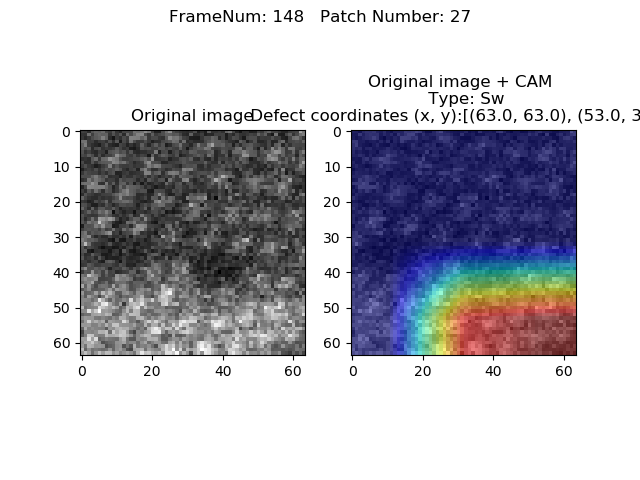 FrameNum: 148   Patch Number: 27
Original image + CAM
Type: Sw
Original image
Defect coordinates (x, y):[(63.0, 63.0), (53.0, 3
0
10
20
30
40
50
60
0 20 40 60
0
10
20
30
40
50
60
0 20 40 60